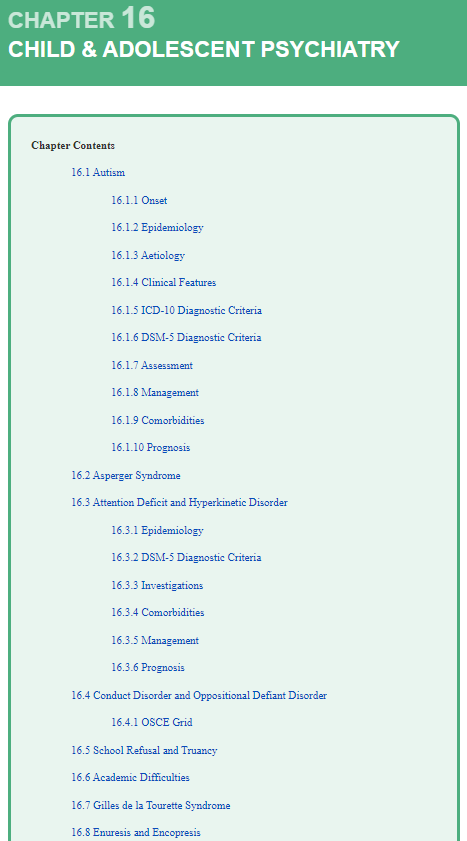 CHAPTER 16
CHILD & ADOLESCENT PSYCHIATRY
Chapter Contents
16.1 Autism
16.1.1 Onset
16.1.2 Epidemiology
16.1.3 Aetiology
16.1.4 Clinical Features
16.1.5 ICD-10 Diagnostic Criteria
16.1.6 DSM-5 Diagnostic Criteria
16.1.7 Assessment
16.1.8 Management
16.1.9 Comorbidities
16.1.10 Prognosis
16.2 Asperger Syndrome
16.3 Attention Deficit and Hyperkinetic Disorder
16.3.1 Epidemiology
16.3.2 DSM-5 Diagnostic Criteria
16.3.3 Investigations
16.3.4 Comorbidities
16.3.5 Management
16.3.6 Prognosis
16.4 Conduct Disorder and Oppositional Defiant Disorder
16.4.1 OSCE Grid
16.5 School Refusal and Truancy
16.6 Academic Difficulties
16.7 Gilles de la Tourette Syndrome
16.8 Enuresis and Encopresis